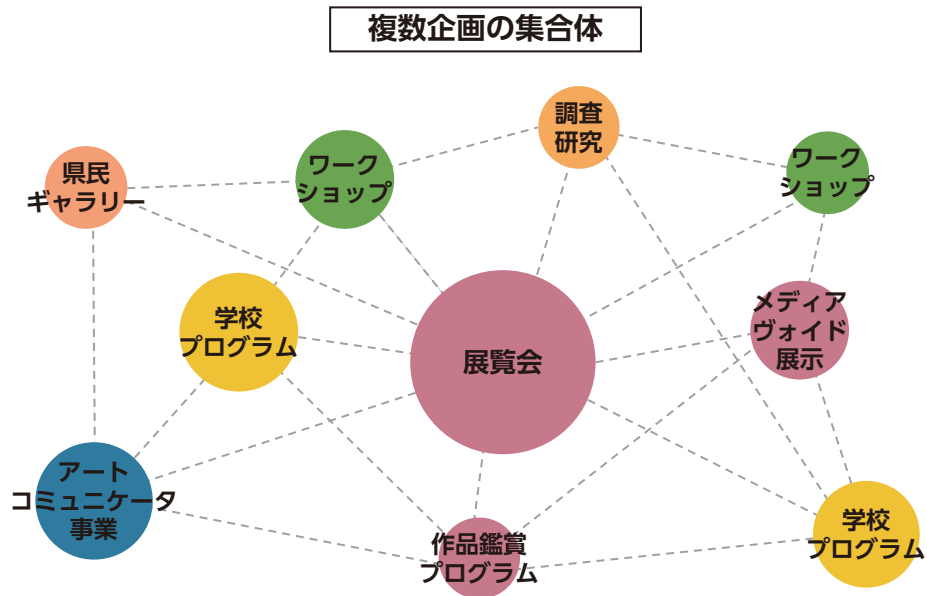 複数企画の集合体
調査
研究
ワーク
ショップ
ワーク
ショップ
県民
ギャラリー
学校
プログラム
メディア
ヴォイド
展示
展覧会
アート
コミュニケータ
事業
作品鑑賞
プログラム
学校
プログラム